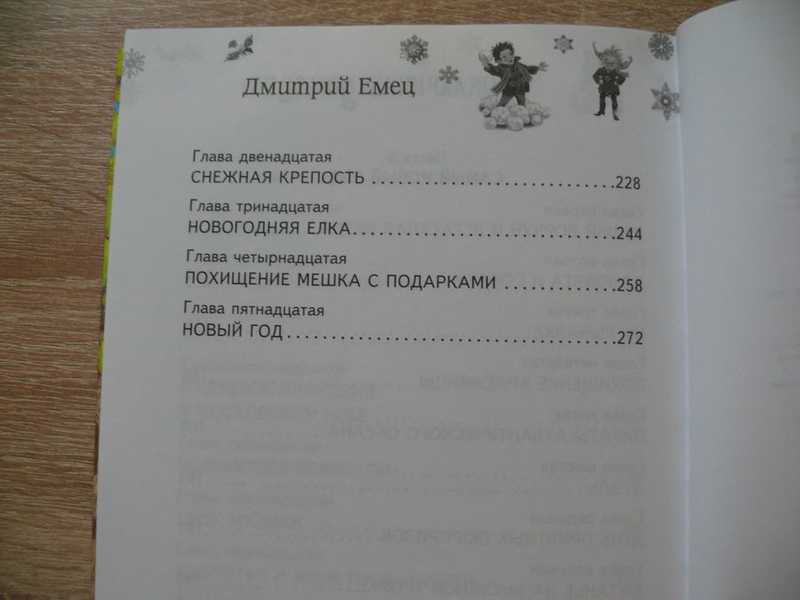 Дмитрий Емец
Глава двенадцатая
СНЕЖНАЯ КРЕПОСТЬ ..............................228
Глава тринадцатая
НОВОГОДНЯЯ ЕЛКА................................244
Глава четырнадцатая
ПОХИЩЕНИЕ МЕШКА С ПОДАРКАМИ .............258
Глава пятнадцатая
НОВЫЙ ГОД.........................................272